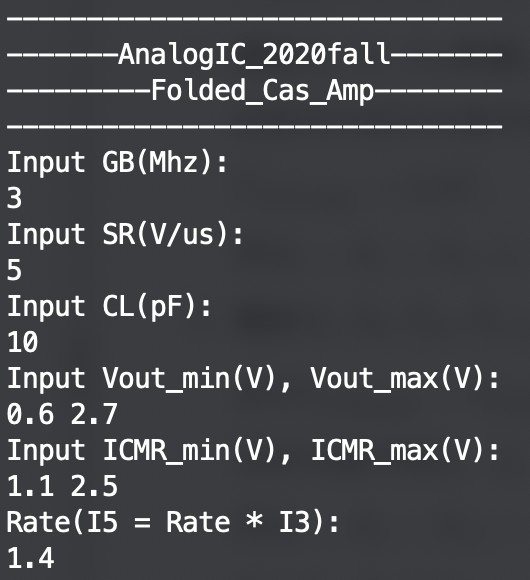 ----------------------------------
-------AnalogIC_2020fall-------
---------Folded_Cas_Amp--------
----------------------------------
Input GB(Mhz):
3
Input SR(V/us):
5
Input CL(pF):
10
Input Vout_min(V), Vout_max(V):
0.6 2.7
Input ICMR_min(V), ICMR_max(V):
1.1 2.5
Rate(I5 = Rate * I3):
1.4